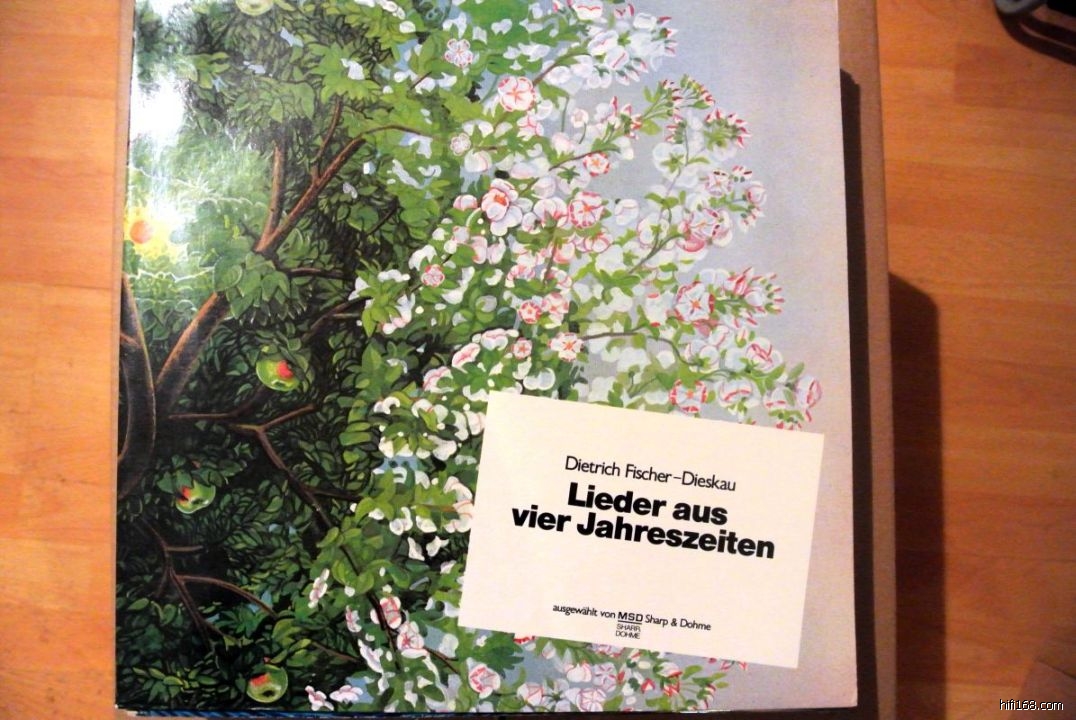 Dietrich Fischer-Dieskau
Lieder aus
vier Jahreszeiten
ausgewählt von MSD Sharp & Dohme
SHARP
DOHME
hifi168.com